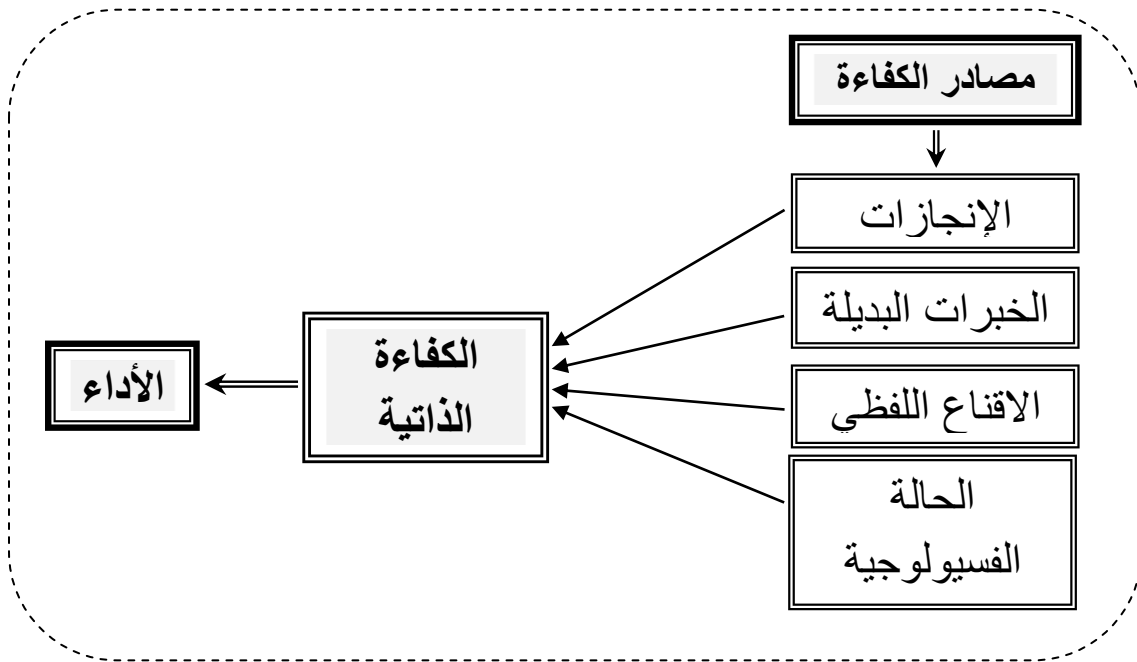 مصادر الكفاءة
الإنجازات
الخبرات البديلة
الاقناع اللفظي
الحالة
الفسيولوجية
الكفاءة
الذاتية
الأداء